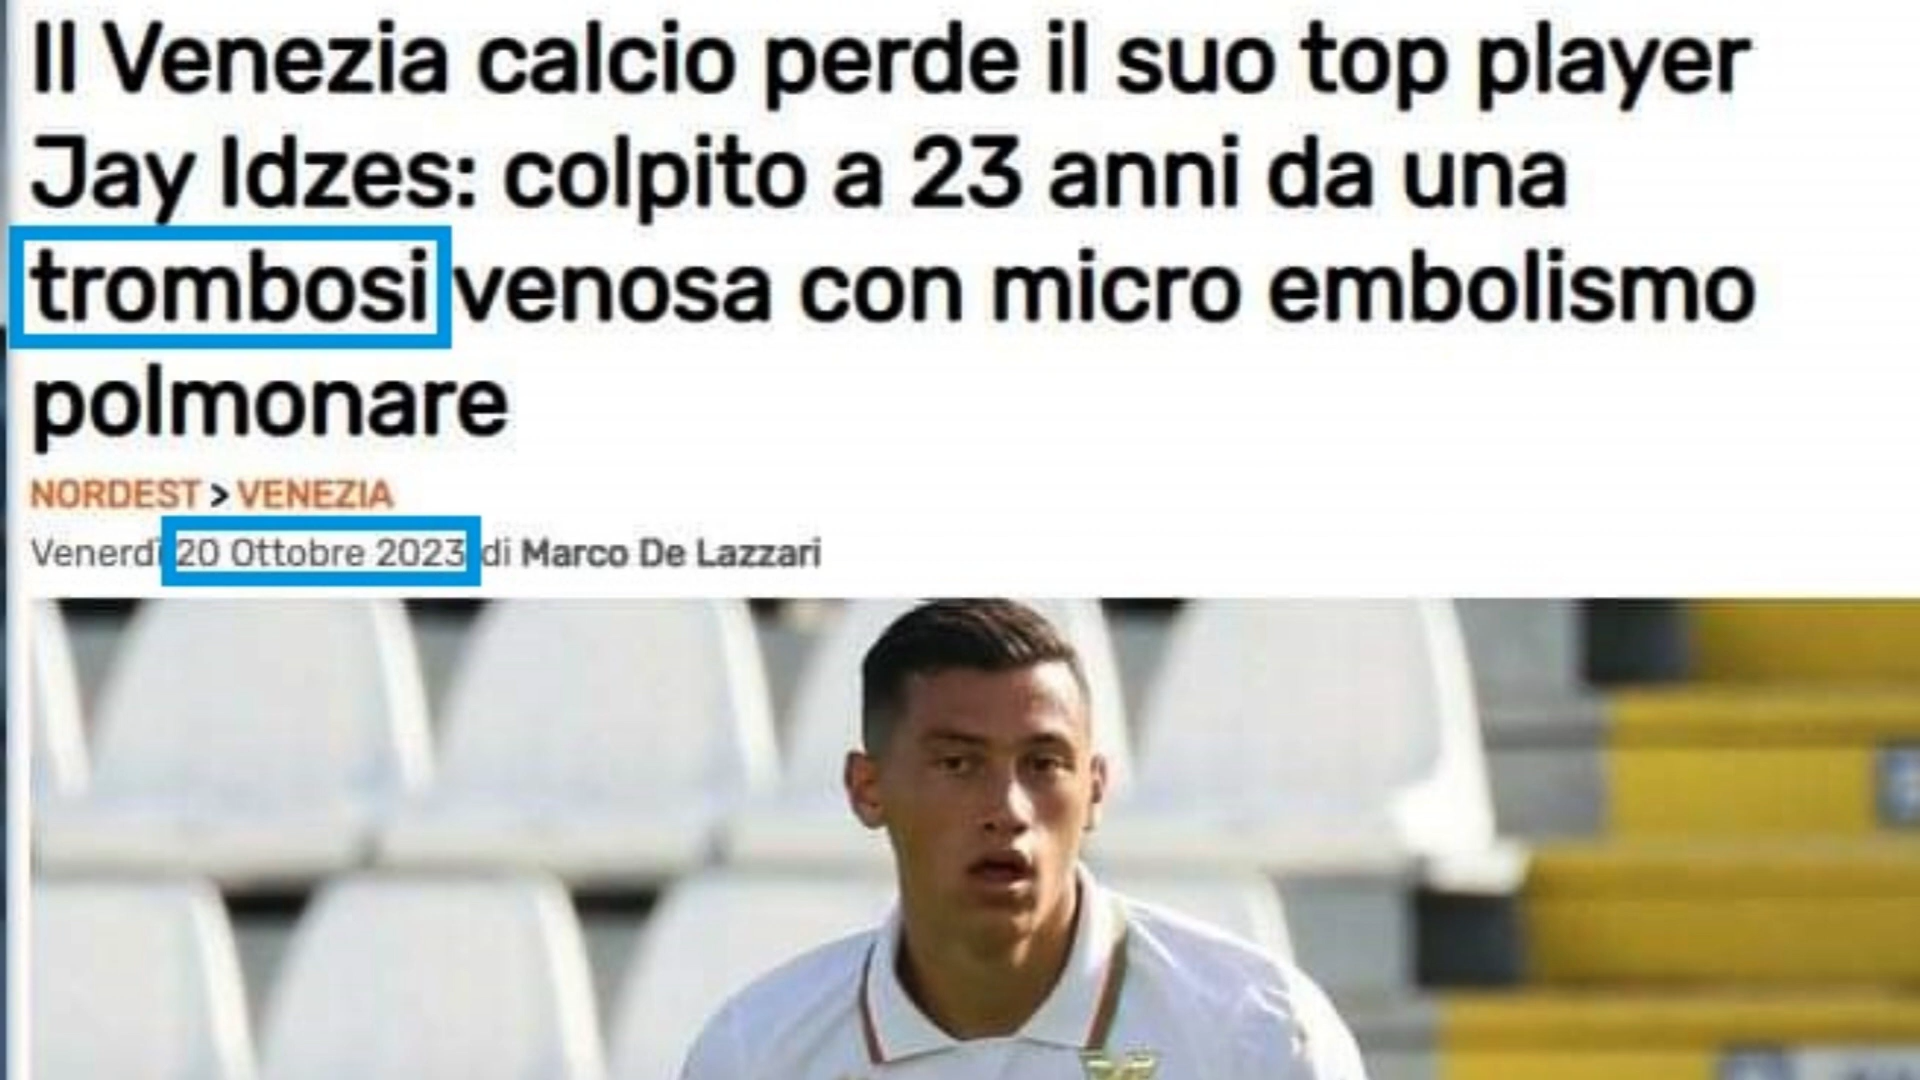 Il Venezia calcio perde il suo top player
Jay Idzes: colpito a 23 anni da una
trombosi venosa con micro embolismo
polmonare
NORDEST > VENEZIA
Venerdì 20 Ottobre 2023 di Marco De Lazzari